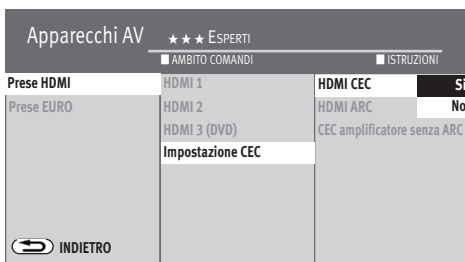 Apparecchi AV ★★★ ESPERTI
AMBITO COMANDI ISTRUZIONI
Prese HDMI HDMI 1 HDMI CEC Si
Prese EURO HDMI 2 HDMI ARC No
HDMI 3 (DVD) CEC amplificatore senza ARC
Impostazione CEC
INDIETRO